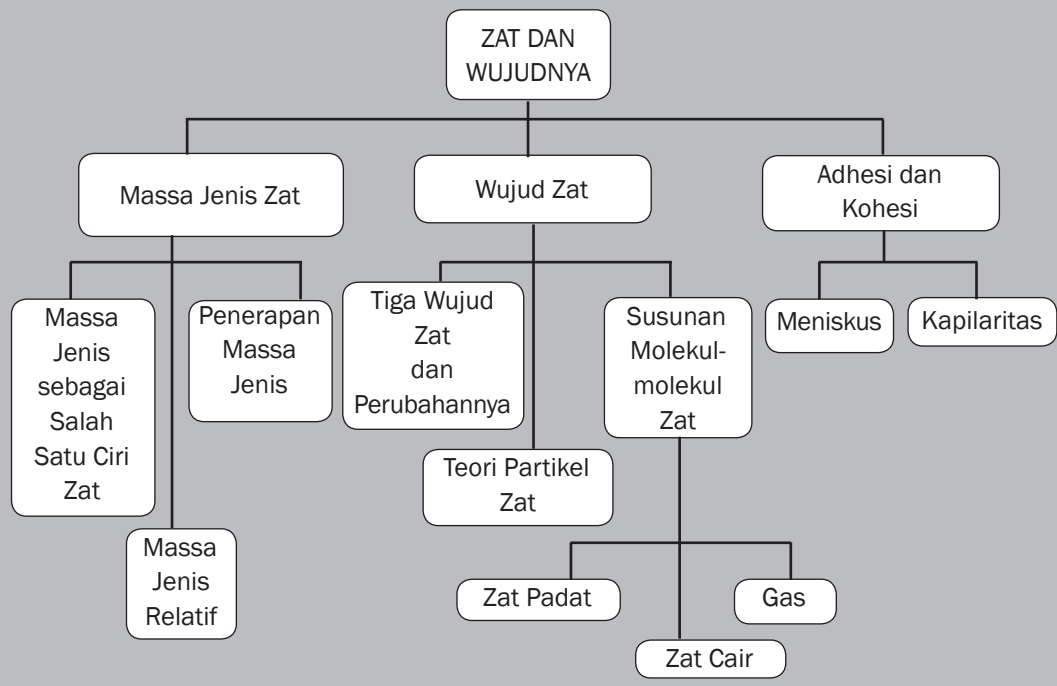 ZAT DAN
WUJUDNYA
Massa Jenis Zat
Wujud Zat
Adhesi dan
Kohesi
Massa
Jenis
sebagai
Salah
Satu Ciri
Zat
Penerapan
Massa
Jenis
Tiga Wujud
Zat
dan
Perubahannya
Susunan
Molekul-
molekul
Zat
Meniskus
Kapilaritas
Teori Partikel
Zat
Massa
Jenis
Relatif
Zat Padat
Gas
Zat Cair